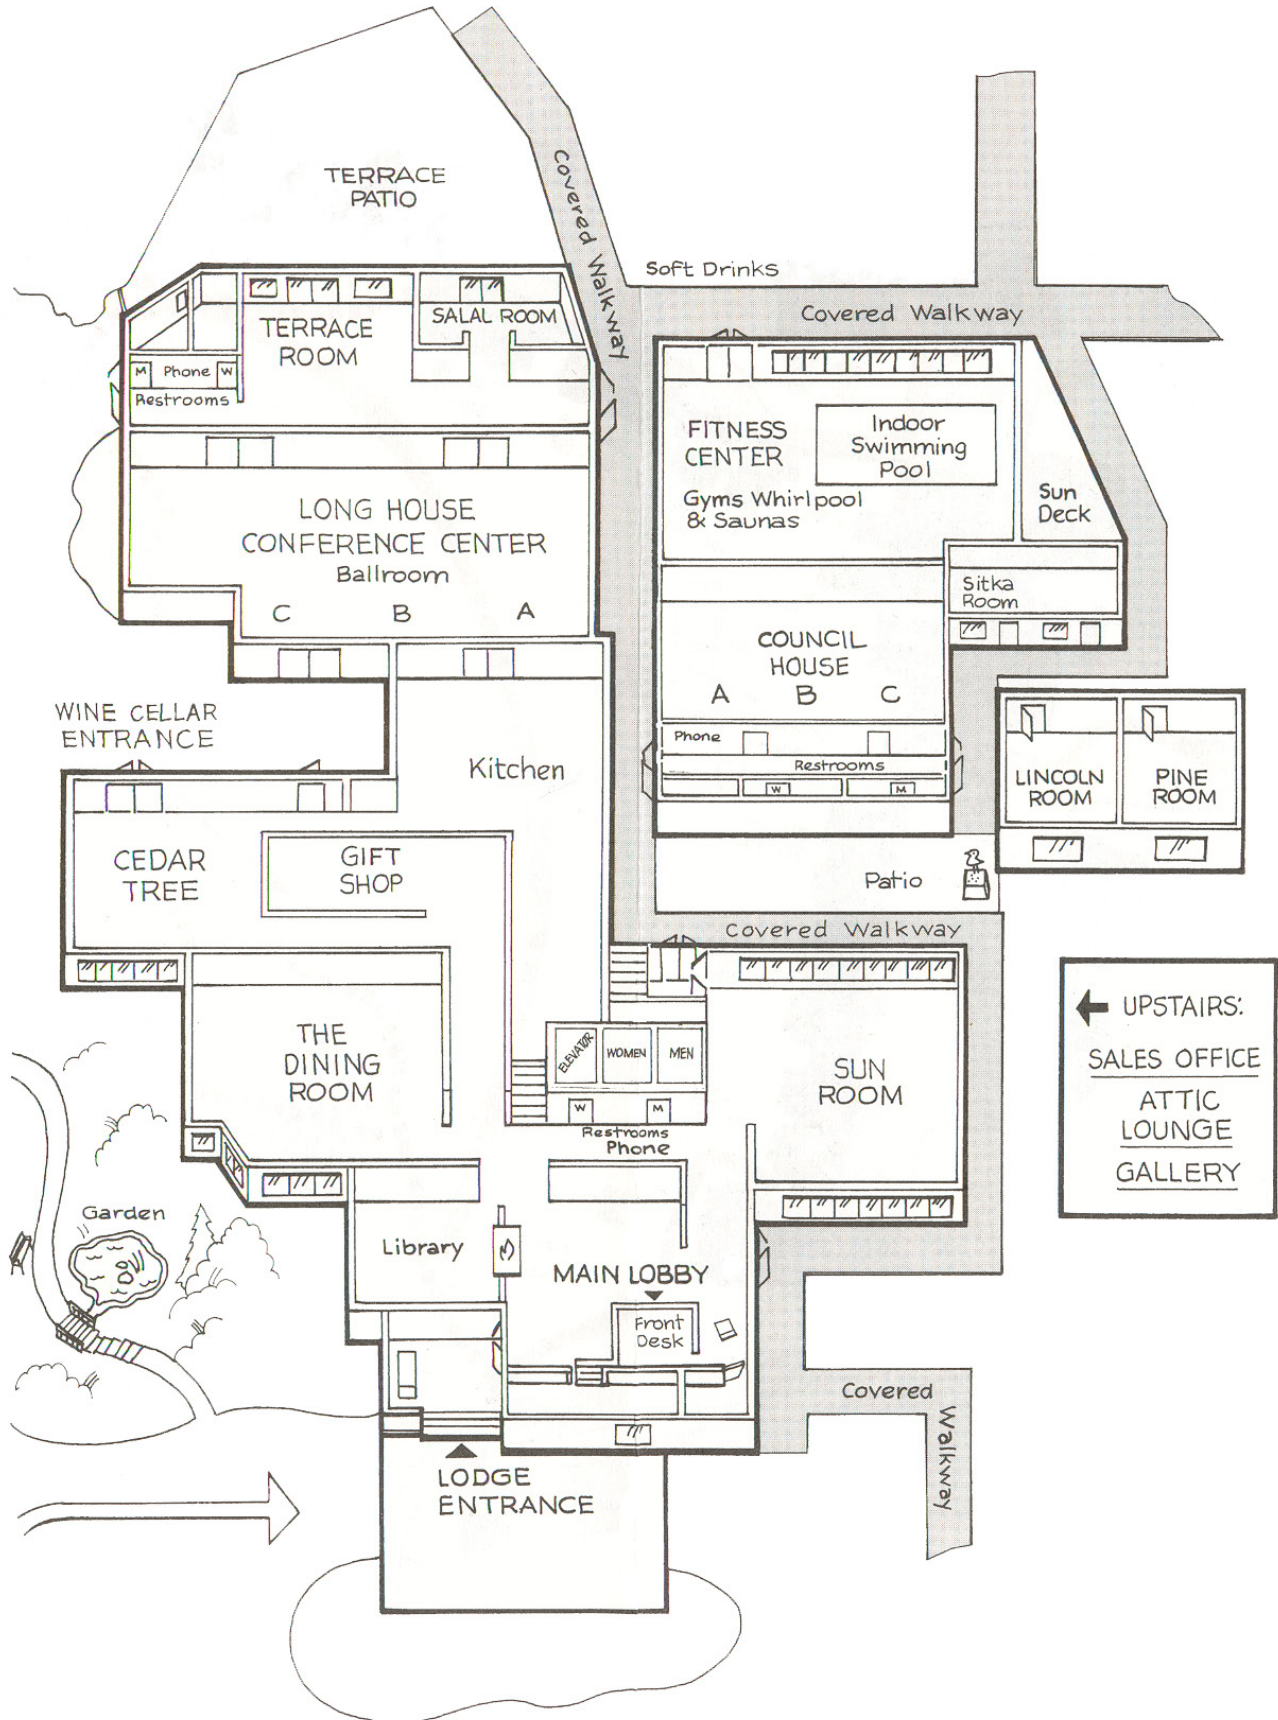 TERRACE
PATIO
Covered Walkway
Soft Drinks
Covered Walkway
TERRACE
ROOM
SALAL ROOM
M Phone W
Restrooms
FITNESS
CENTER
Indoor
Swimming
Pool
Gyms Whirlpool
& Saunas
Sun
Deck
LONG HOUSE
CONFERENCE CENTER
Ballroom
C B A
Sitka
Room
COUNCIL
HOUSE
A B C
Phone
Restrooms
W M
WINE CELLAR
ENTRANCE
Kitchen
LINCOLN
ROOM
PINE
ROOM
CEDAR
TREE
GIFT
SHOP
Patio
Covered Walkway
THE
DINING
ROOM
ELEVATOR
WOMEN
MEN
W M
Restrooms
Phone
SUN
ROOM
UPSTAIRS:
SALES OFFICE
ATTIC
LOUNGE
GALLERY
Garden
Library
MAIN LOBBY
Front
Desk
Covered
Walkway
LODGE
ENTRANCE